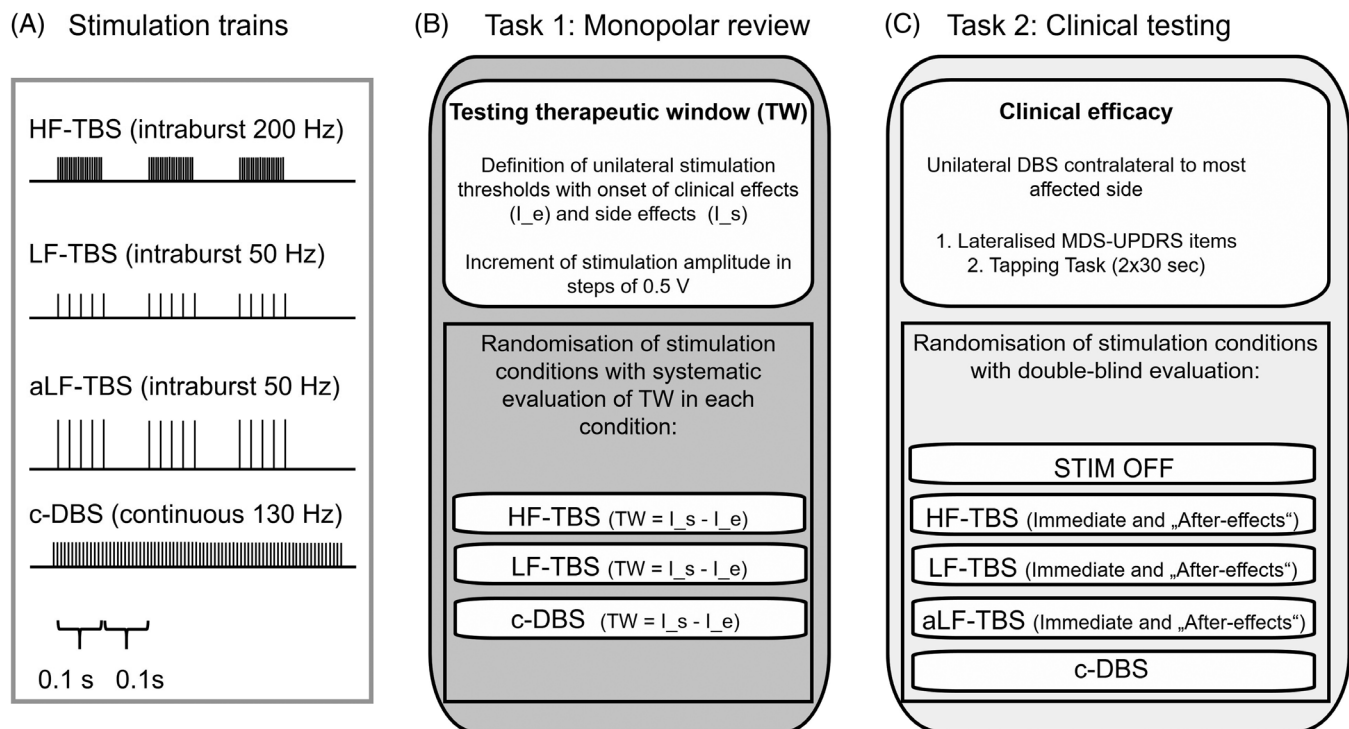 (A) Stimulation trains
HF-TBS (intraburst 200 Hz)
LF-TBS (intraburst 50 Hz)
aLF-TBS (intraburst 50 Hz)
c-DBS (continuous 130 Hz)
0.1 s 0.1s
(B) Task 1: Monopolar review
Testing therapeutic window (TW)
Definition of unilateral stimulation
thresholds with onset of clinical effects
(I_e) and side effects (I_s)
Increment of stimulation amplitude in
steps of 0.5 V
Randomisation of stimulation
conditions with systematic
evaluation of TW in each
condition:
HF-TBS (TW = I_s - I_e)
LF-TBS (TW = I_s - I_e)
c-DBS (TW = I_s - I_e)
(C) Task 2: Clinical testing
Clinical efficacy
Unilateral DBS contralateral to most
affected side
1. Lateralised MDS-UPDRS items
2. Tapping Task (2x30 sec)
Randomisation of stimulation conditions
with double-blind evaluation:
STIM OFF
HF-TBS (Immediate and „After-effects“)
LF-TBS (Immediate and „After-effects“)
aLF-TBS (Immediate and „After-effects“)
c-DBS